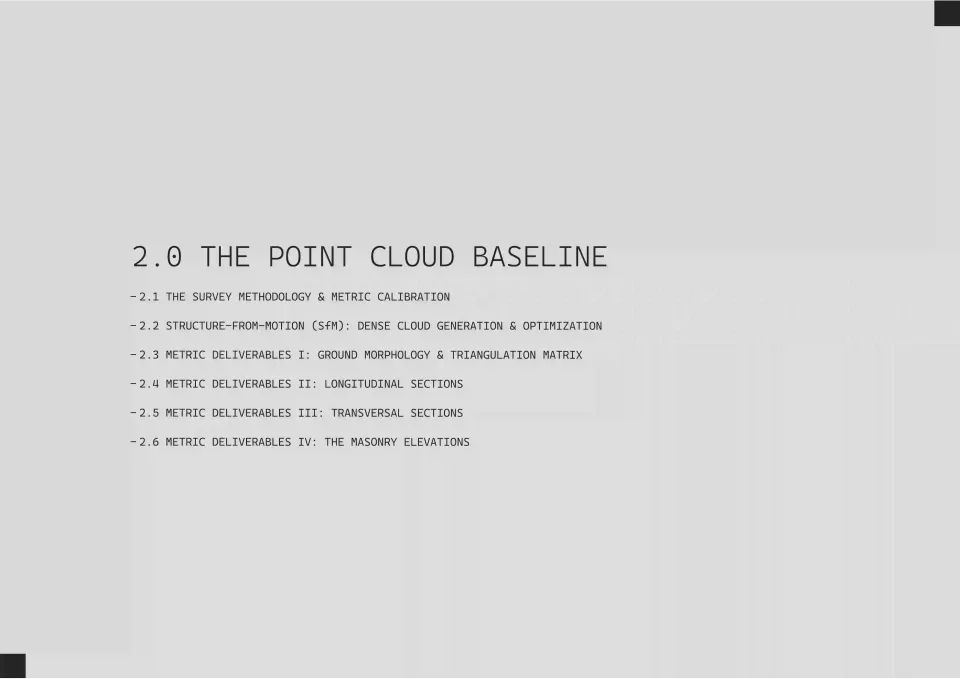 2.0 THE POINT CLOUD BASELINE
– 2.1 THE SURVEY METHODOLOGY & METRIC CALIBRATION
– 2.2 STRUCTURE–FROM–MOTION (SfM): DENSE CLOUD GENERATION & OPTIMIZATION
– 2.3 METRIC DELIVERABLES I: GROUND MORPHOLOGY & TRIANGULATION MATRIX
– 2.4 METRIC DELIVERABLES II: LONGITUDINAL SECTIONS
– 2.5 METRIC DELIVERABLES III: TRANSVERSAL SECTIONS
– 2.6 METRIC DELIVERABLES IV: THE MASONRY ELEVATIONS